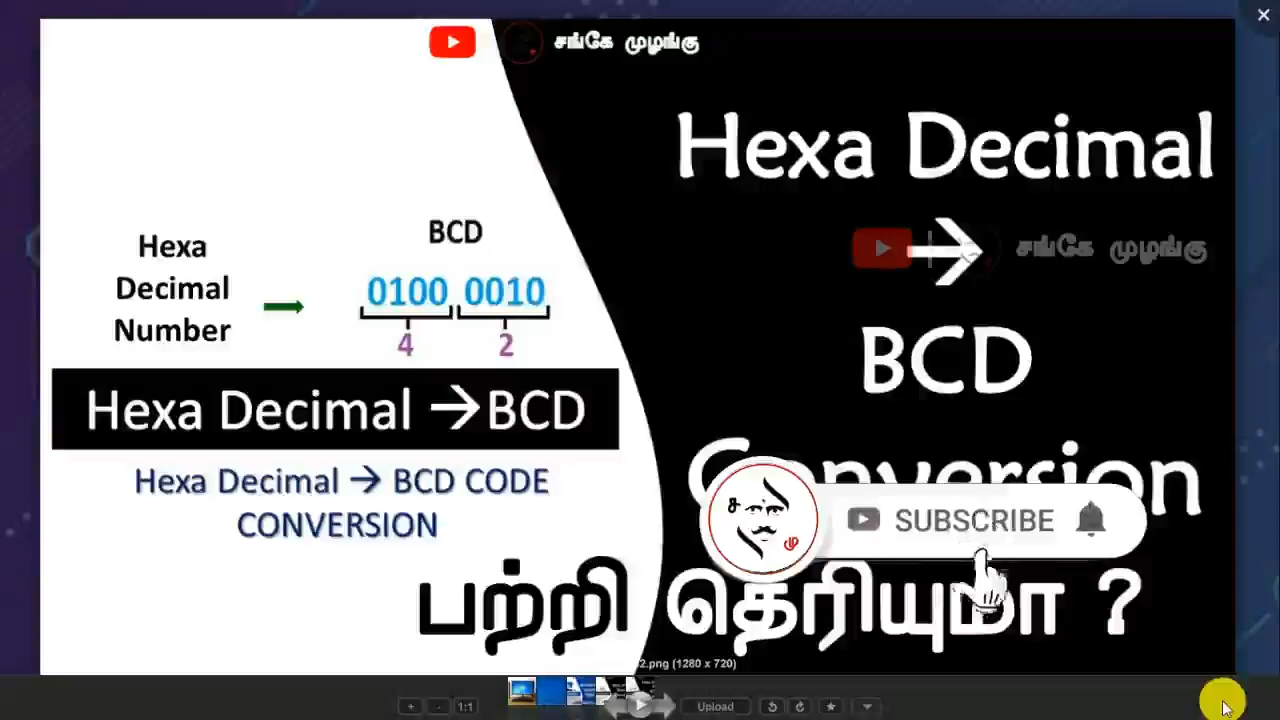 சங்கே முழங்கு
Hexa Decimal
→
சங்கே முழங்கு
BCD
Conversion
Hexa
Decimal
Number
BCD
0100 0010
4 2
Hexa Decimal →BCD
Hexa Decimal → BCD CODE
CONVERSION
ச
மு
SUBSCRIBE
பற்றி தெரியுமா ?
2.png (1280 x 720)
+ - 1:1 Upload